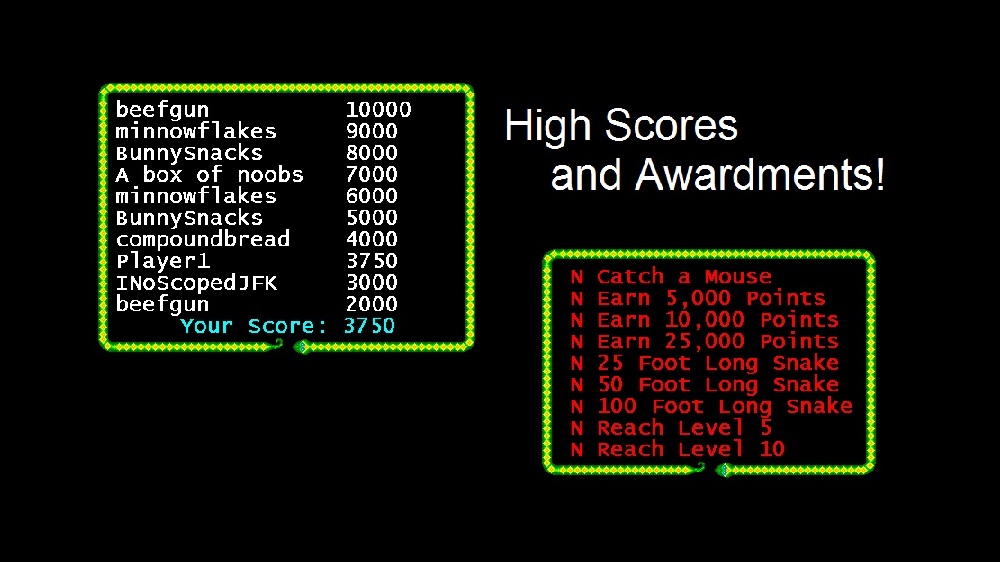 beefgun 10000
minnowflakes 9000
BunnySnacks 8000
A box of noobs 7000
minnowflakes 6000
BunnySnacks 5000
compoundbread 4000
Player1 3750
INoScopedJFK 3000
beefgun 2000
Your Score: 3750
High Scores
and Awardments!
N Catch a Mouse
N Earn 5,000 Points
N Earn 10,000 Points
N Earn 25,000 Points
N 25 Foot Long Snake
N 50 Foot Long Snake
N 100 Foot Long Snake
N Reach Level 5
N Reach Level 10